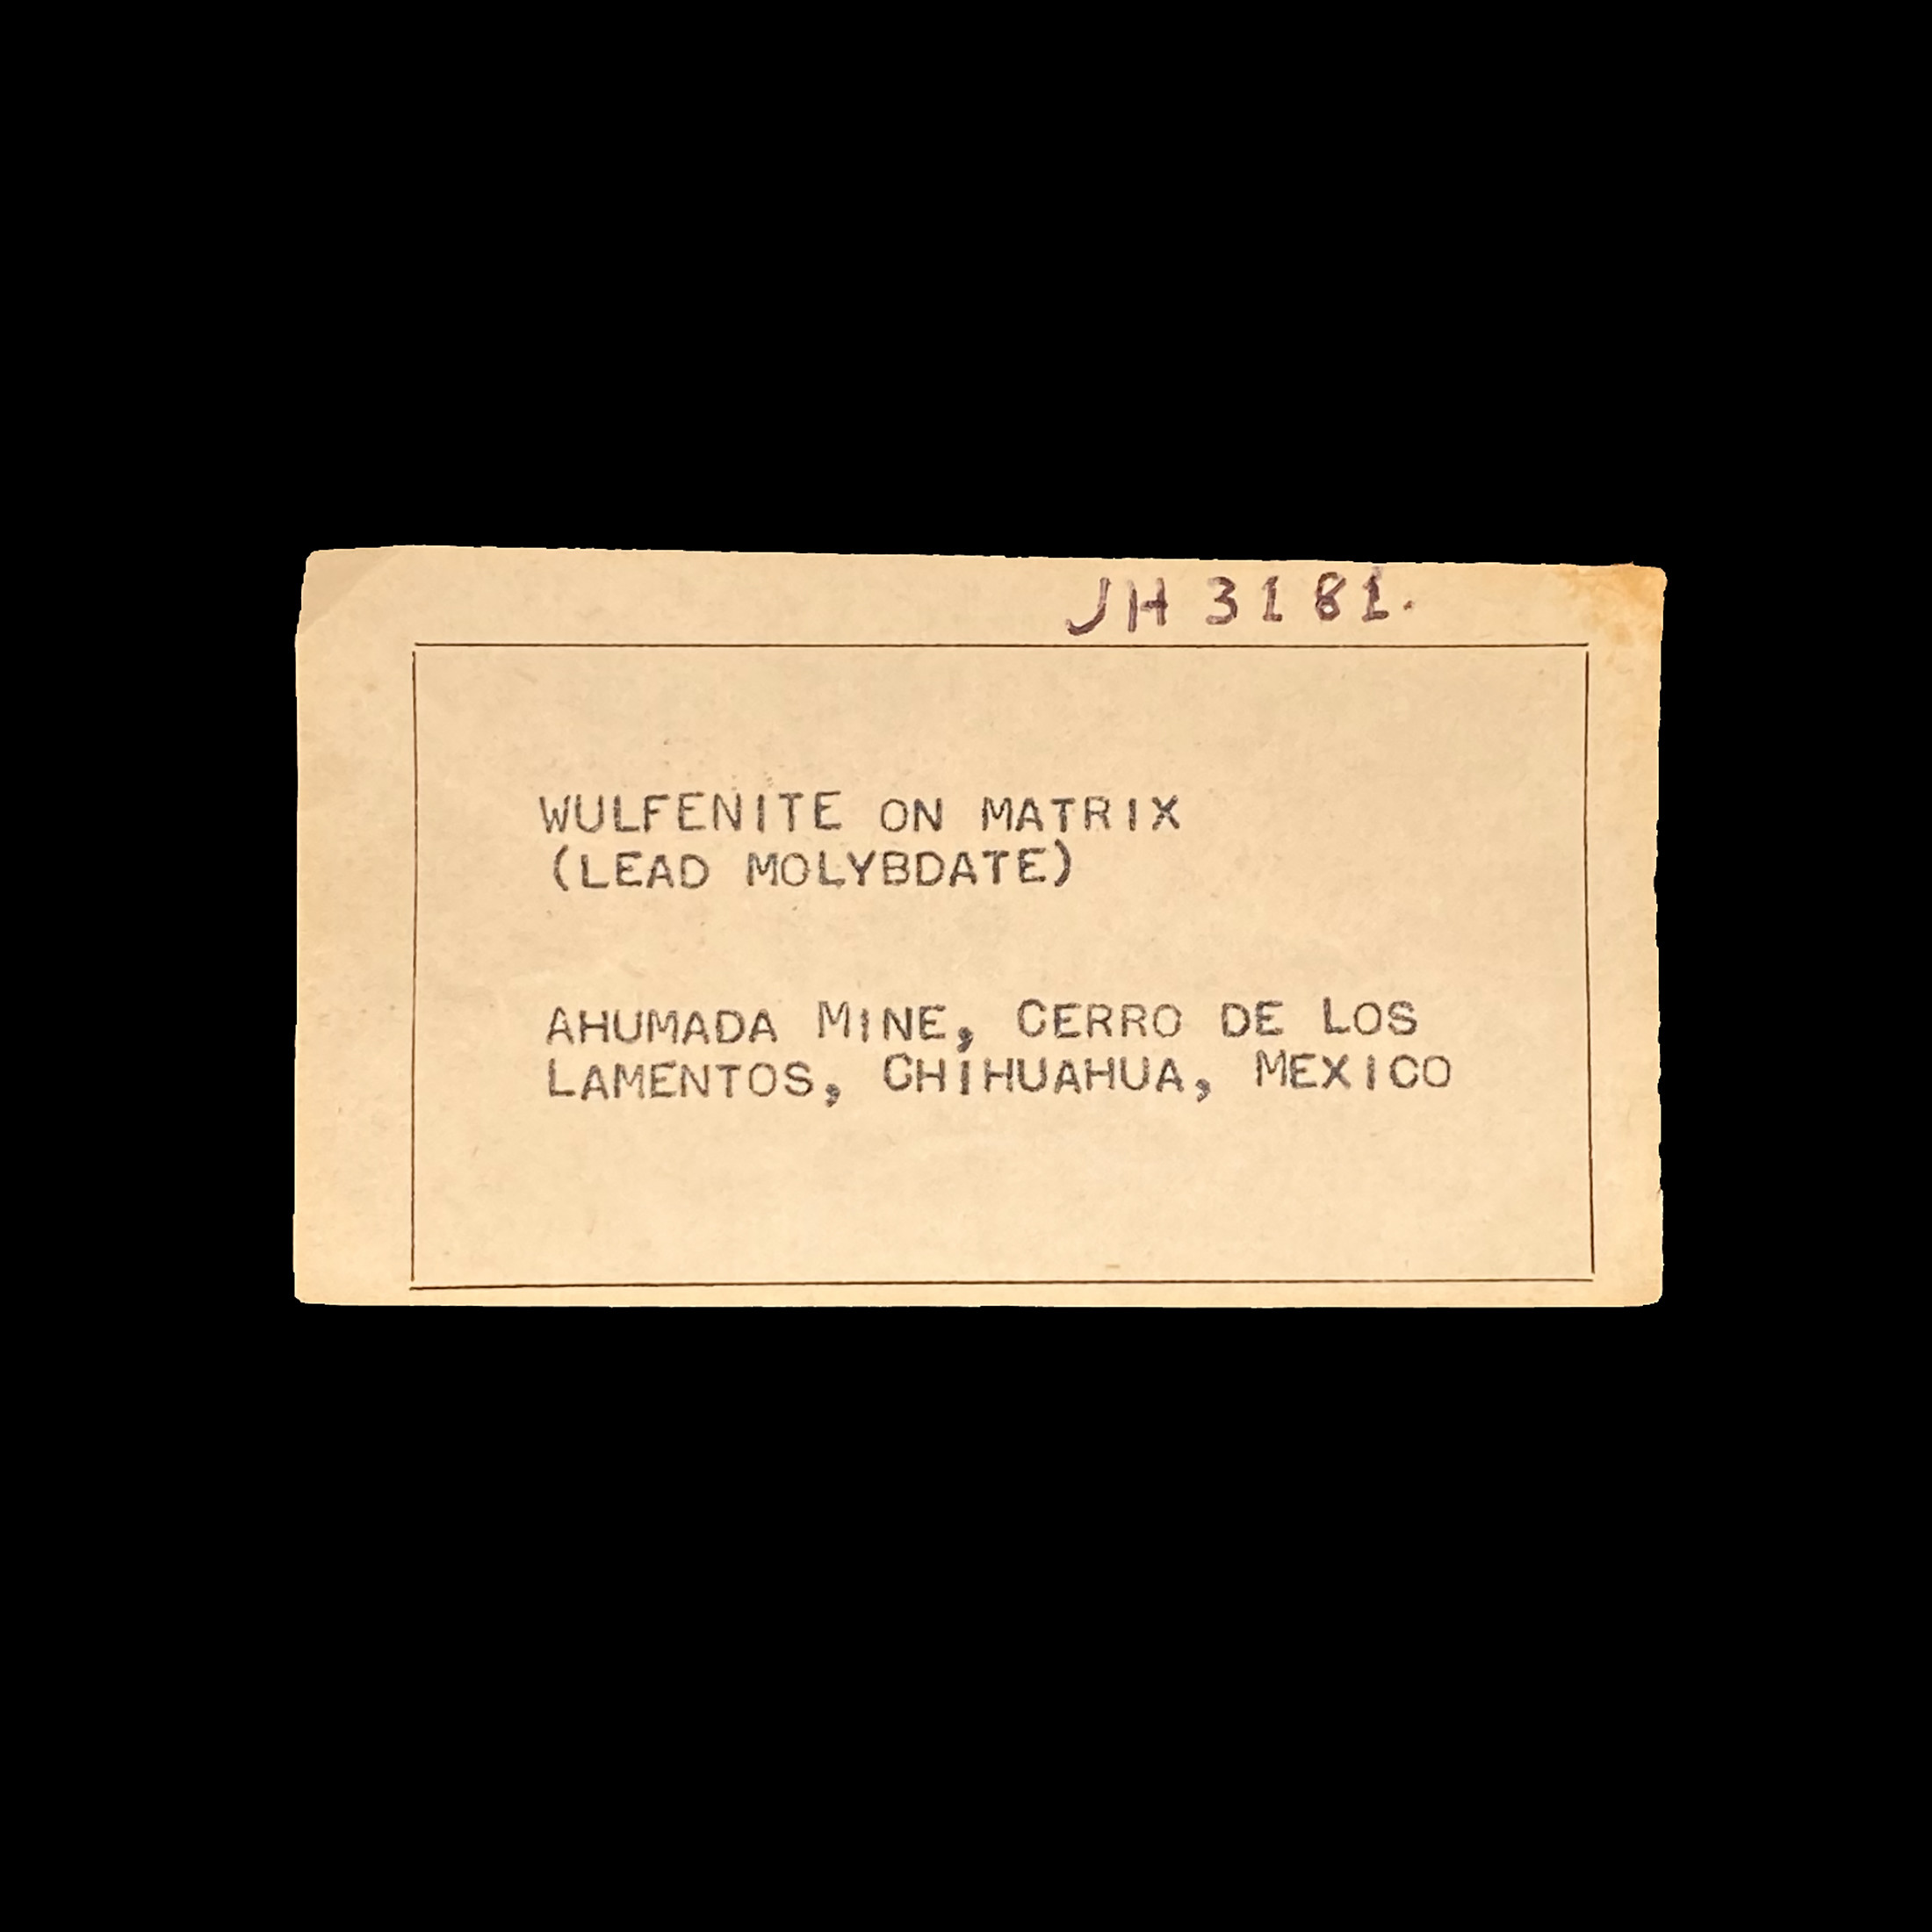 JH 3181.
WULFENITE ON MATRIX
(LEAD MOLYBDATE)
AHUMADA MINE, CERRO DE LOS
LAMENTOS, CHIHUAHUA, MEXICO